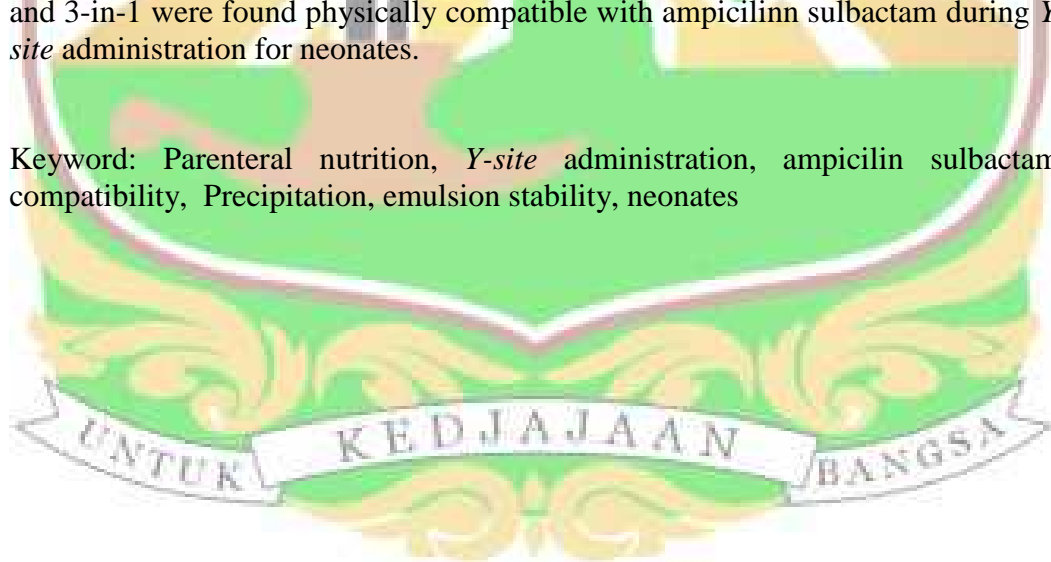 and 3-in-1 were found physically compatible with ampicilinn sulbactam during Y
site administration for neonates.
Keyword: Parenteral nutrition, Y-site administration, ampicilin sulbactam
compatibility, Precipitation, emulsion stability, neonates
UNTUK KEDJAJAAN BANGSA